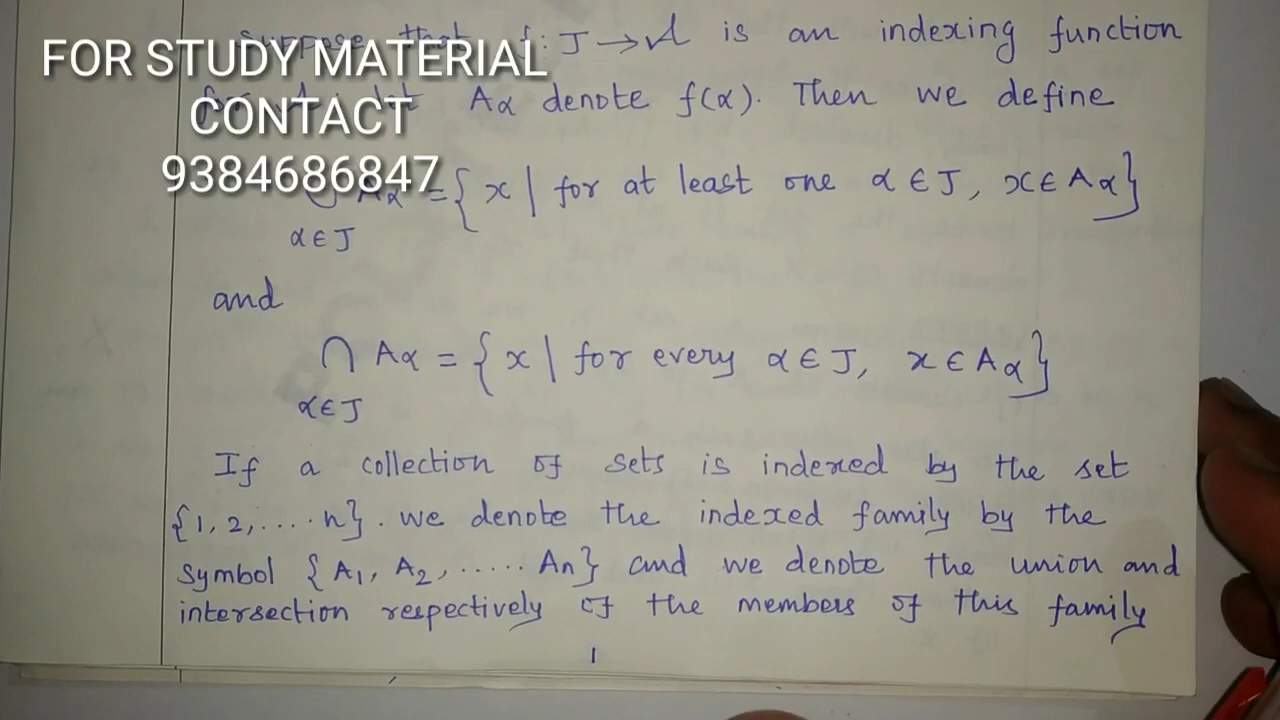 Suppose that f: J → 𝒜 is an indexing function
FOR STUDY MATERIAL
CONTACT
9384686847
Aα denote f(α). Then we define
∪ Aα = { x | for at least one α ∈ J, x ∈ Aα }
α ∈ J
and
∩ Aα = { x | for every α ∈ J, x ∈ Aα }
α ∈ J
If a collection of sets is indexed by the set
{1, 2, .... n}. we denote the indexed family by the
symbol { A1, A2, ..... An } and we denote the union and
intersection respectively of the members of this family